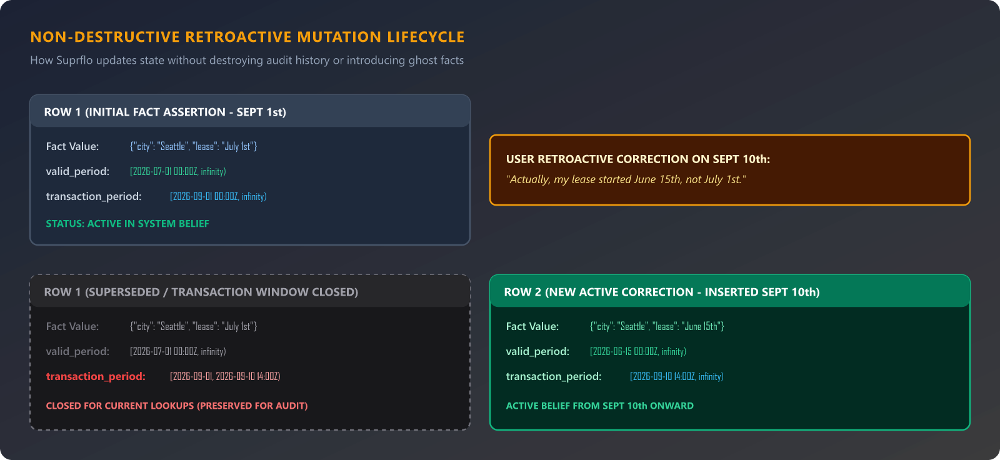 NON-DESTRUCTIVE RETROACTIVE MUTATION LIFECYCLE
How Suprflo updates state without destroying audit history or introducing ghost facts
ROW 1 (INITIAL FACT ASSERTION - SEPT 1st)
Fact Value: {"city": "Seattle", "lease": "July 1st"}
valid_period: [2026-07-01 00:00Z, infinity)
transaction_period: [2026-09-01 00:00Z, infinity)
STATUS: ACTIVE IN SYSTEM BELIEF
USER RETROACTIVE CORRECTION ON SEPT 10th:
"Actually, my lease started June 15th, not July 1st."
ROW 1 (SUPERSEDED / TRANSACTION WINDOW CLOSED)
Fact Value: {"city": "Seattle", "lease": "July 1st"}
valid_period: [2026-07-01 00:00Z, infinity)
transaction_period: [2026-09-01, 2026-09-10 14:00Z)
CLOSED FOR CURRENT LOOKUPS (PRESERVED FOR AUDIT)
ROW 2 (NEW ACTIVE CORRECTION - INSERTED SEPT 10th)
Fact Value: {"city": "Seattle", "lease": "June 15th"}
valid_period: [2026-06-15 00:00Z, infinity)
transaction_period: [2026-09-10 14:00Z, infinity)
ACTIVE BELIEF FROM SEPT 10th ONWARD